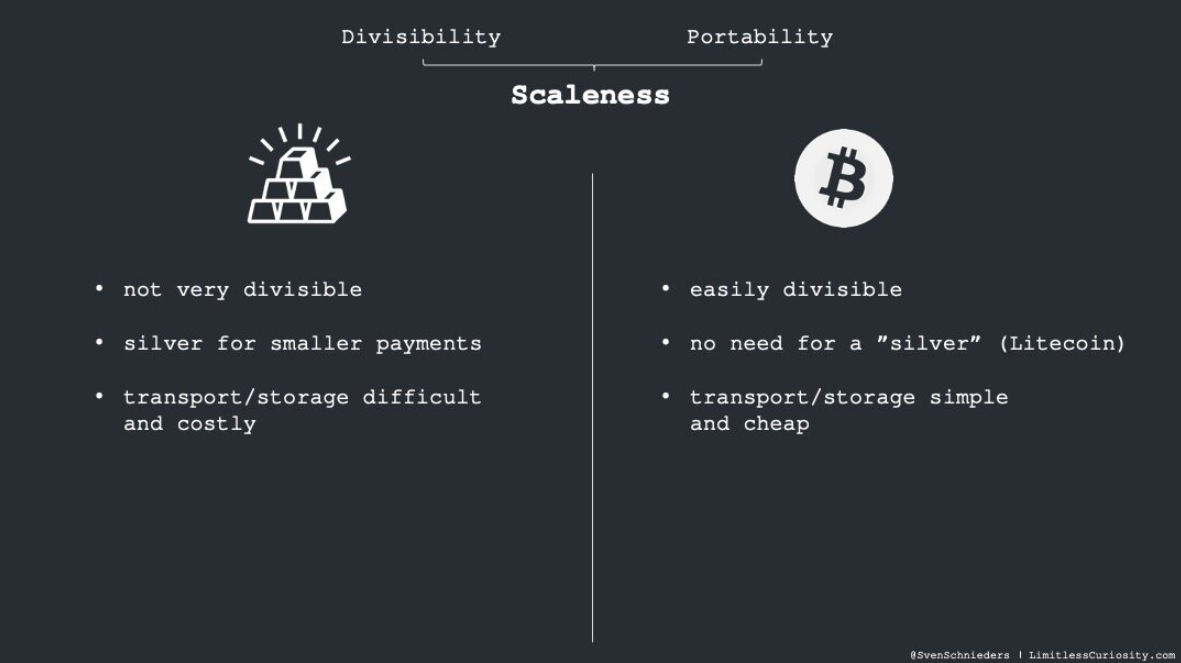 Divisibility
Portability
Scaleness
• not very divisible
• silver for smaller payments
• transport/storage difficult
and costly
• easily divisible
• no need for a ”silver” (Litecoin)
• transport/storage simple
and cheap
@SvenSchnieders | LimitlessCuriosity.com